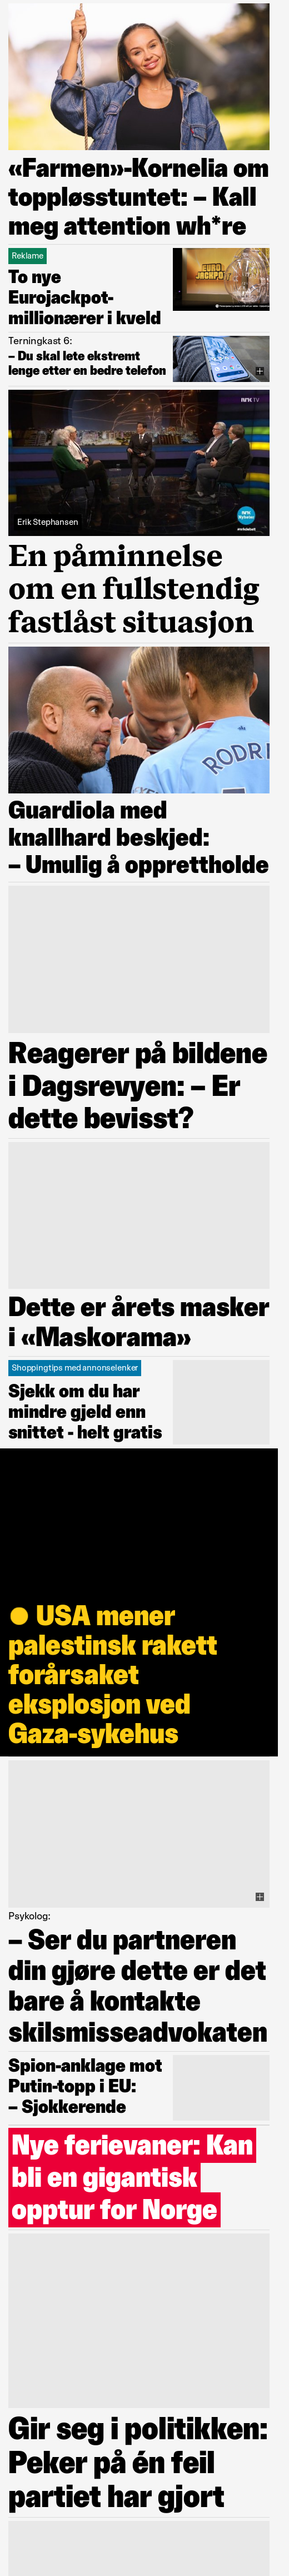 «Farmen»-Kornelia om
toppløsstuntet: – Kall
meg attention wh*re
Reklame
To nye
Eurojackpot-
millionærer i kveld
EURO
JACKPOT
Terningkast 6:
– Du skal lete ekstremt
lenge etter en bedre telefon
NRK TV
Erik Stephansen
NRK
Nyheter
En påminnelse
om en fullstendig
fastlåst situasjon
RODRI
Guardiola med
knallhard beskjed:
– Umulig å opprettholde
Reagerer på bildene
i Dagsrevyen: – Er
dette bevisst?
Dette er årets masker
i «Maskorama»
Shoppingtips med annonselenker
Sjekk om du har
mindre gjeld enn
snittet - helt gratis
● USA mener
palestinsk rakett
forårsaket
eksplosjon ved
Gaza-sykehus
Psykolog:
– Ser du partneren
din gjøre dette er det
bare å kontakte
skilsmisseadvokaten
Spion-anklage mot
Putin-topp i EU:
– Sjokkerende
Nye ferievaner: Kan
bli en gigantisk
opptur for Norge
Gir seg i politikken:
Peker på én feil
partiet har gjort